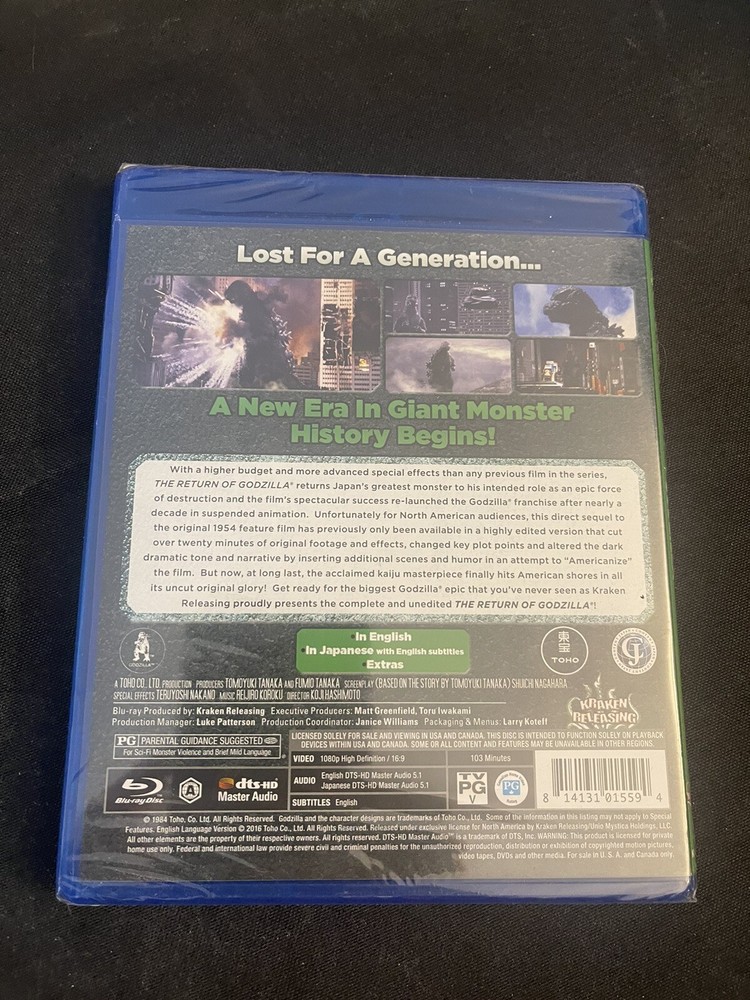 Lost For A Generation...
A New Era In Giant Monster
History Begins!
With a higher budget and more advanced special effects than any previous film in the series,
THE RETURN OF GODZILLA® returns Japan's greatest monster to his intended role as an epic force
of destruction and the film's spectacular success re-launched the Godzilla® franchise after nearly a
decade in suspended animation. Unfortunately for North American audiences, this direct sequel to
the original 1954 feature film has previously only been available in a highly edited version that cut
over twenty minutes of original footage and effects, changed key plot points and altered the dark
dramatic tone and narrative by inserting additional scenes and humor in an attempt to "Americanize"
the film. But now, at long last, the acclaimed kaiju masterpiece finally hits American shores in all
its uncut original glory! Get ready for the biggest Godzilla® epic that you've never seen as Kraken
Releasing proudly presents the complete and unedited THE RETURN OF GODZILLA®!
•In English
•In Japanese with English subtitles
•Extras
GODZILLA™
東宝
TOHO
A TOHO CO., LTD. PRODUCTION PRODUCERS TOMOYUKI TANAKA AND FUMIO TANAKA SCREENPLAY (BASED ON THE STORY BY TOMOYUKI TANAKA) SHUICHI NAGAHARA
SPECIAL EFFECTS TERUYOSHI NAKANO MUSIC REIJIRO KOROKU DIRECTOR KOJI HASHIMOTO
Blu-ray Produced by: Kraken Releasing Executive Producers: Matt Greenfield, Toru Iwakami
Production Manager: Luke Patterson Production Coordinator: Janice Williams Packaging & Menus: Larry Koteff
KRAKEN
RELEASING
PG PARENTAL GUIDANCE SUGGESTED
For Sci-Fi Monster Violence and Brief Mild Language
LICENSED SOLELY FOR SALE AND VIEWING IN USA AND CANADA. THIS DISC IS INTENDED TO FUNCTION SOLELY ON PLAYBACK
DEVICES WITHIN USA AND CANADA. SOME OR ALL CONTENT AND FEATURES MAY BE UNAVAILABLE IN OTHER REGIONS.
VIDEO 1080p High Definition / 16:9
103 Minutes
AUDIO English DTS-HD Master Audio 5.1
Japanese DTS-HD Master Audio 5.1
SUBTITLES English
Blu-ray Disc
A
dts-HD
Master Audio
TV
PG
V
PG
8 14131 01559 4
© 1984 Toho, Co. Ltd. All Rights Reserved. Godzilla and the character designs are trademarks of Toho Co., Ltd. Some of the information on this listing may not apply to Special
Features. English Language Version © 2016 Toho Co., Ltd. All Rights Reserved. Released under exclusive license for North America by Kraken Releasing/Unio Mystica Holdings, LLC.
All other elements are the property of their respective owners. All rights reserved. DTS-HD Master Audio™ is a trademark of DTS, Inc. WARNING: This product is licensed for private
home use only. Federal and international law provide severe civil and criminal penalties for the unauthorized reproduction, distribution or exhibition of copyrighted motion pictures,
video tapes, DVDs and other media. For sale in U.S.A. and Canada only.